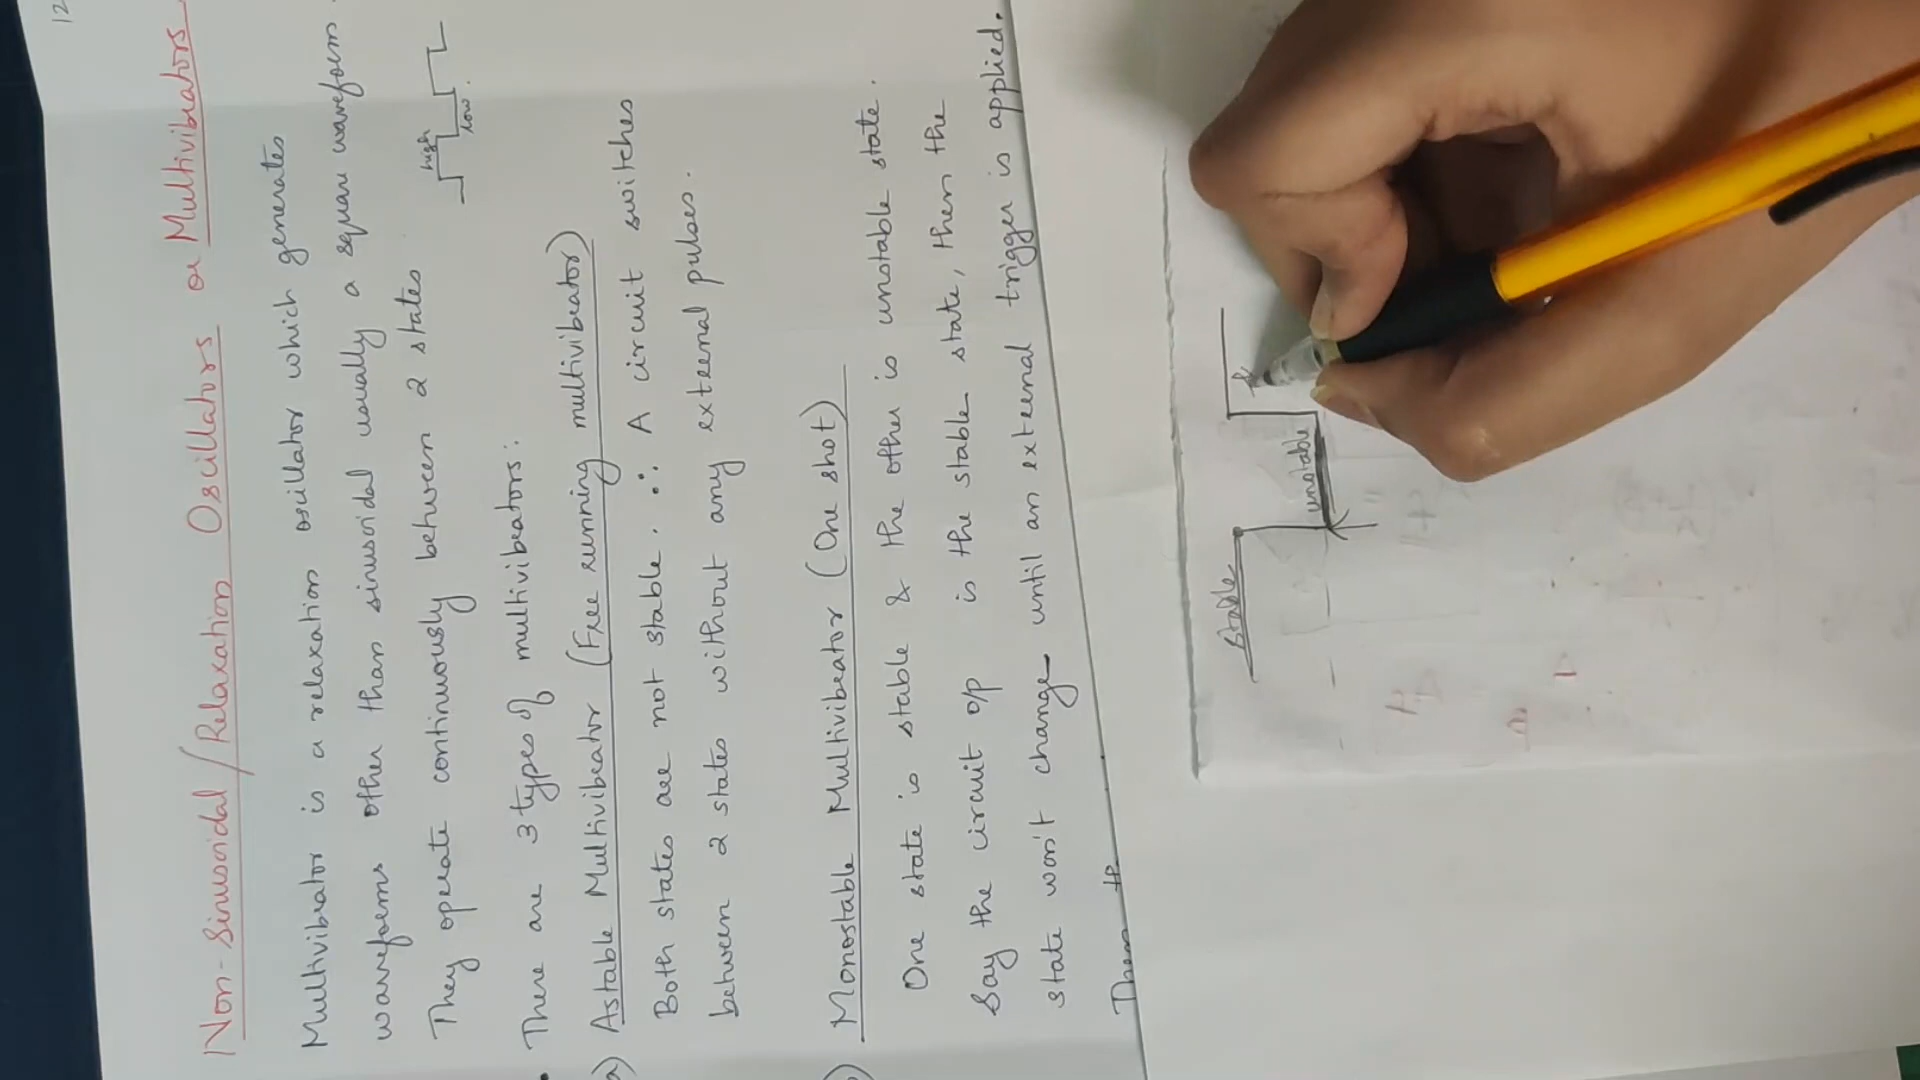 12
Non-Sinusoidal/Relaxation Oscillators or Multivibrators
Multivibrator is a relaxation oscillator which generates
waveforms other than sinusoidal usually a square waveform.
They operate continuously between 2 states
high
low
• There are 3 types of multivibrators:
a) Astable Multivibrator (Free running multivibrator)
Both states are not stable. ∴ A circuit switches
between 2 states without any external pulses.
Monostable Multivibrator (One shot)
One state is stable & the other is unstable state.
Say the circuit o/p is the stable state, then the
state won't change until an external trigger is applied.
Then
stable
unstable